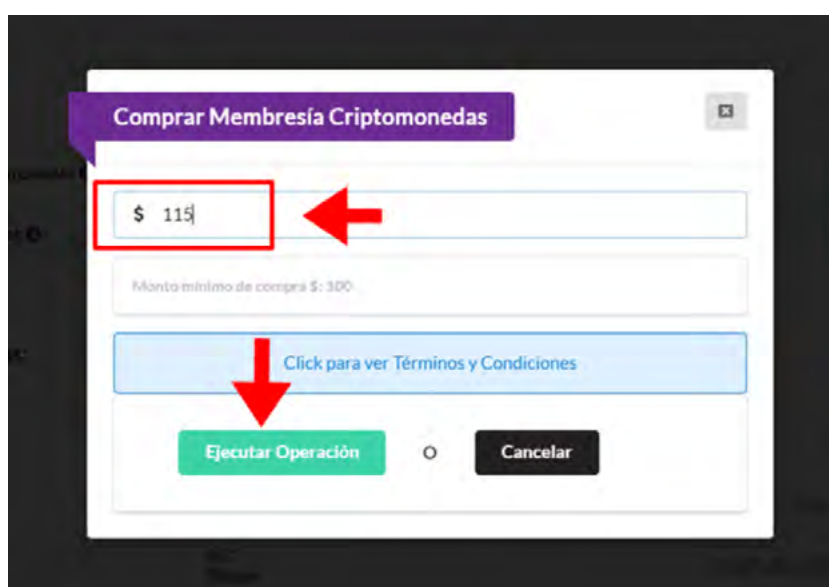 Comprar Membresía Criptomonedas
$ 115
Monto mínimo de compra $: 100
Click para ver Términos y Condiciones
Ejecutar Operación O Cancelar